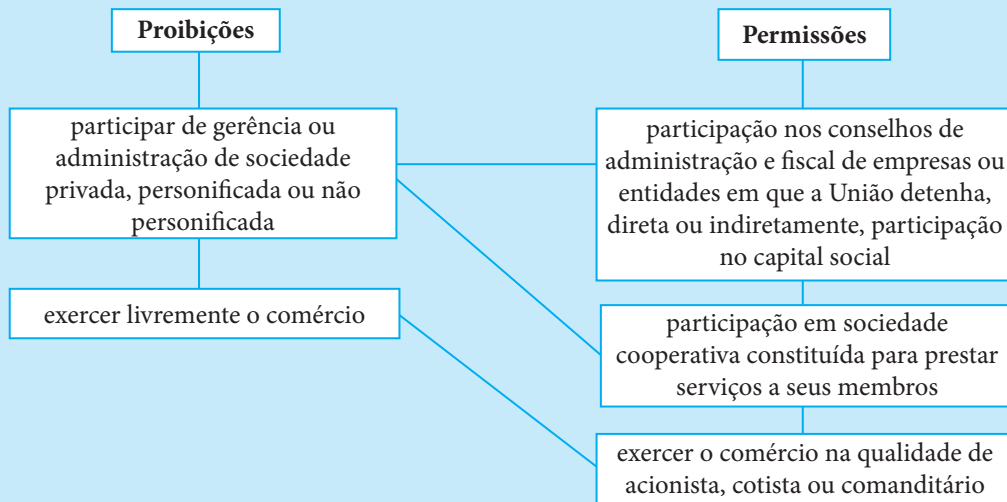 Proibições
participar de gerência ou
administração de sociedade
privada, personificada ou não
personificada
exercer livremente o comércio
Permissões
participação nos conselhos de
administração e fiscal de empresas ou
entidades em que a União detenha,
direta ou indiretamente, participação
no capital social
participação em sociedade
cooperativa constituída para prestar
serviços a seus membros
exercer o comércio na qualidade de
acionista, cotista ou comanditário